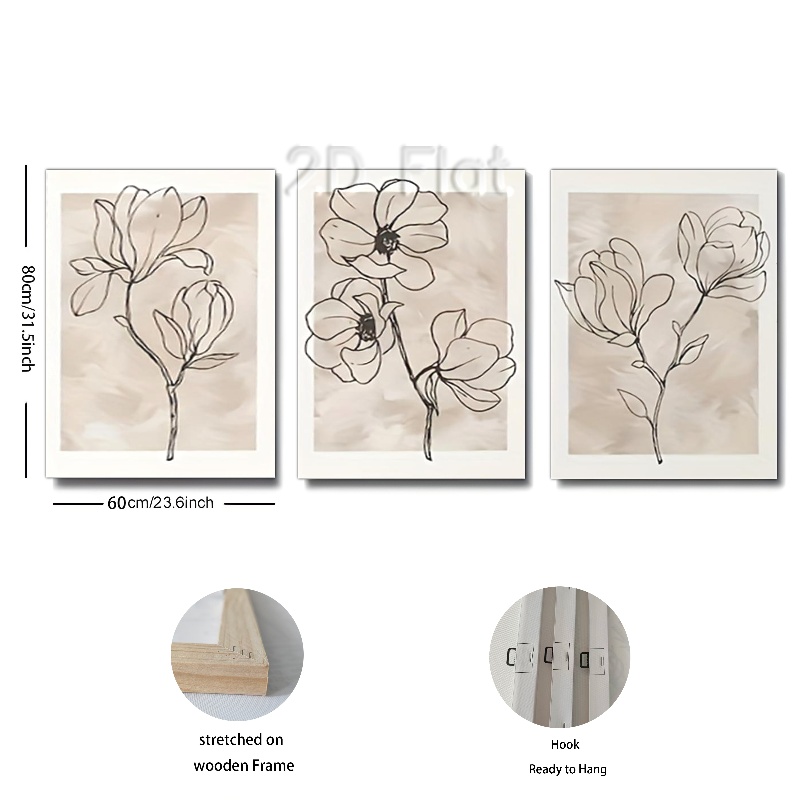 2D Flat
80cm/31.5inch
60cm/23.6inch
stretched on
wooden Frame
Hook
Ready to Hang